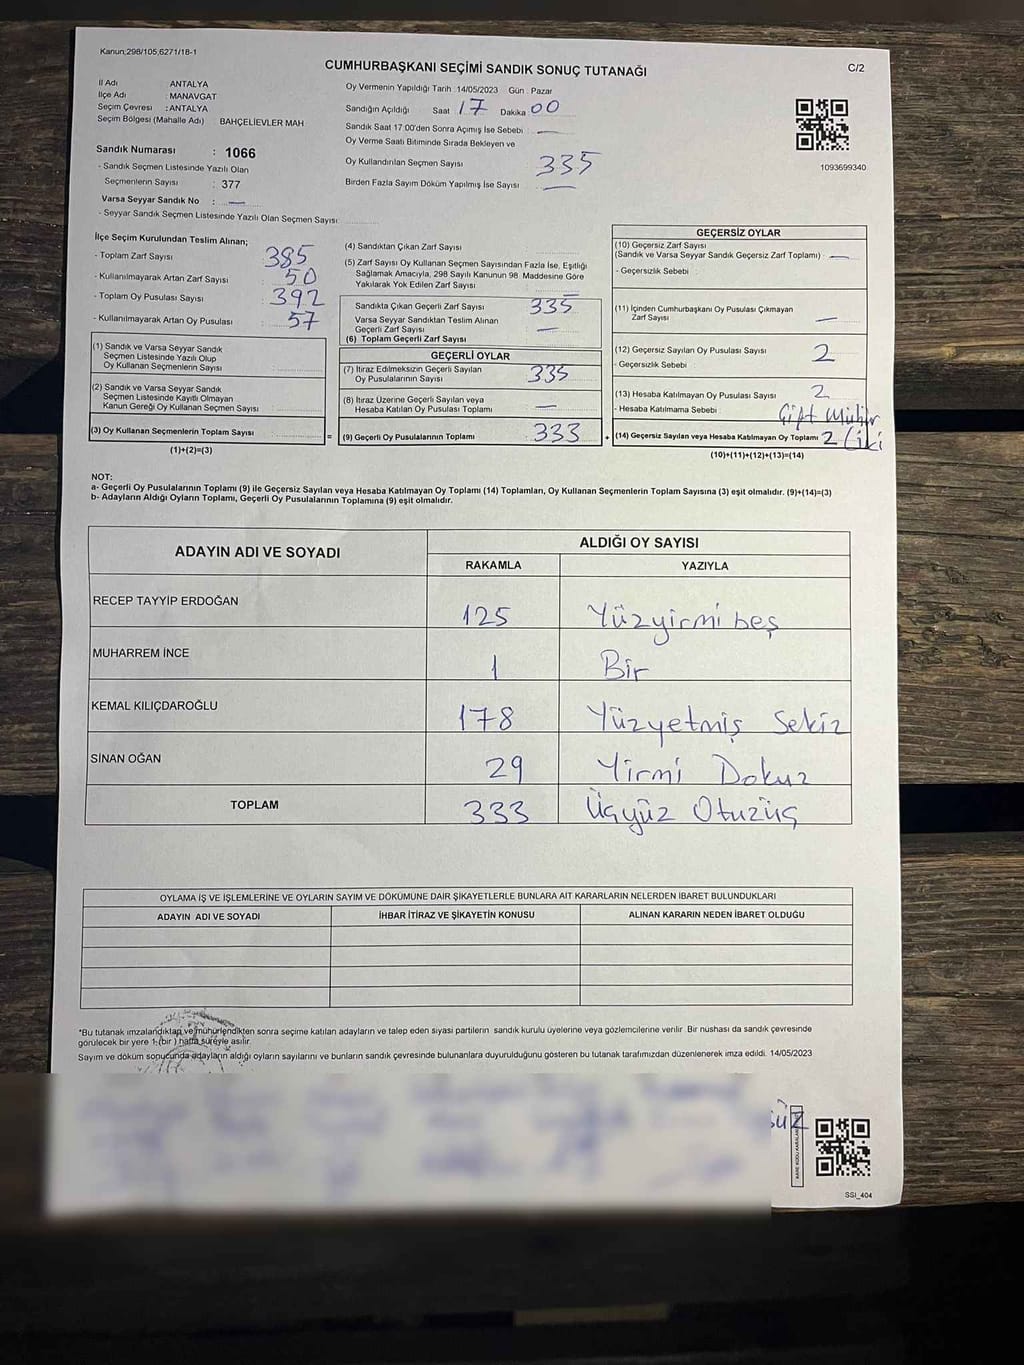 Kanun;298/105,6271/18-1
CUMHURBAŞKANI SEÇİMİ SANDIK SONUÇ TUTANAĞI
C/2
İl Adı : ANTALYA
İlçe Adı : MANAVGAT
Seçim Çevresi : ANTALYA
Seçim Bölgesi (Mahalle Adı) : BAHÇELİEVLER MAH
Sandık Numarası : 1066
- Sandık Seçmen Listesinde Yazılı Olan
Seçmenlerin Sayısı : 377
Varsa Seyyar Sandık No : —
- Seyyar Sandık Seçmen Listesinde Yazılı Olan Seçmen Sayısı:
Oy Vermenin Yapıldığı Tarih :14/05/2023 Gün : Pazar
Sandığın Açıldığı Saat 17 Dakika 00
Sandık Saat 17:00'den Sonra Açımış İse Sebebi : —
Oy Verme Saati Bitiminde Sırada Bekleyen ve
Oy Kullandırılan Seçmen Sayısı : 335
Birden Fazla Sayım Döküm Yapılmış İse Sayısı : —
1093699340
İlçe Seçim Kurulundan Teslim Alınan;
- Toplam Zarf Sayısı : 385
- Kullanılmayarak Artan Zarf Sayısı : 50
- Toplam Oy Pusulası Sayısı : 392
- Kullanılmayarak Artan Oy Pusulası : 57
(1) Sandık ve Varsa Seyyar Sandık
Seçmen Listesinde Yazılı Olup
Oy Kullanan Seçmenlerin Sayısı :
(2) Sandık ve Varsa Seyyar Sandık
Seçmen Listesinde Kayıtlı Olmayan
Kanun Gereği Oy Kullanan Seçmen Sayısı :
(3) Oy Kullanan Seçmenlerin Toplam Sayısı :
(1)+(2)=(3)
(4) Sandıktan Çıkan Zarf Sayısı
(5) Zarf Sayısı Oy Kullanan Seçmen Sayısından Fazla İse, Eşitliği
Sağlamak Amacıyla, 298 Sayılı Kanunun 98. Maddesine Göre
Yakılarak Yok Edilen Zarf Sayısı :
Sandıkta Çıkan Geçerli Zarf Sayısı : 335
Varsa Seyyar Sandıktan Teslim Alınan
Geçerli Zarf Sayısı : —
(6) Toplam Geçerli Zarf Sayısı
GEÇERLİ OYLAR
(7) İtiraz Edilmeksizin Geçerli Sayılan
Oy Pusulalarının Sayısı : 335
(8) İtiraz Üzerine Geçerli Sayılan veya
Hesaba Katılan Oy Pusulası Toplamı : —
= (9) Geçerli Oy Pusulalarının Toplamı : 333
GEÇERSİZ OYLAR
(10) Geçersiz Zarf Sayısı
(Sandık ve Varsa Seyyar Sandık Geçersiz Zarf Toplamı) : —
- Geçersizlik Sebebi :
(11) İçinden Cumhurbaşkanı Oy Pusulası Çıkmayan
Zarf Sayısı : —
(12) Geçersiz Sayılan Oy Pusulası Sayısı : 2
- Geçersizlik Sebebi :
(13) Hesaba Katılmayan Oy Pusulası Sayısı : 2
- Hesaba Katılmama Sebebi : Çift Mühür
+ (14) Geçersiz Sayılan veya Hesaba Katılmayan Oy Toplamı : 2 (iki
(10)+(11)+(12)+(13)=(14)
NOT:
a- Geçerli Oy Pusulalarının Toplamı (9) ile Geçersiz Sayılan veya Hesaba Katılmayan Oy Toplamı (14) Toplamları, Oy Kullanan Seçmenlerin Toplam Sayısına (3) eşit olmalıdır. (9)+(14)=(3)
b- Adayların Aldığı Oyların Toplamı, Geçerli Oy Pusulalarının Toplamına (9) eşit olmalıdır.
ADAYIN ADI VE SOYADI
ALDIĞI OY SAYISI
RAKAMLA YAZIYLA
RECEP TAYYİP ERDOĞAN 125 Yüzyirmi beş
MUHARREM İNCE 1 Bir
KEMAL KILIÇDAROĞLU 178 Yüzyetmiş Sekiz
SİNAN OĞAN 29 Yirmi Dokuz
TOPLAM 333 Üçyüz Otuzüç
OYLAMA İŞ VE İŞLEMLERİNE VE OYLARIN SAYIM VE DÖKÜMÜNE DAİR ŞİKAYETLERLE BUNLARA AİT KARARLARIN NELERDEN İBARET BULUNDUKLARI
ADAYIN ADI VE SOYADI İHBAR İTİRAZ VE ŞİKAYETİN KONUSU ALINAN KARARIN NEDEN İBARET OLDUĞU
*Bu tutanak imzalandıktan ve mühürlendikten sonra seçime katılan adayların ve talep eden siyasi partilerin sandık kurulu üyelerine veya gözlemcilerine verilir. Bir nüshası da sandık çevresinde
görülecek bir yere 1 (bir ) hafta süreyle asılır.
Sayım ve döküm sonucunda adayların aldığı oyların sayılarını ve bunların sandık çevresinde bulunanlara duyurulduğunu gösteren bu tutanak tarafımızdan düzenlenerek imza edildi. 14/05/2023
SSI_404